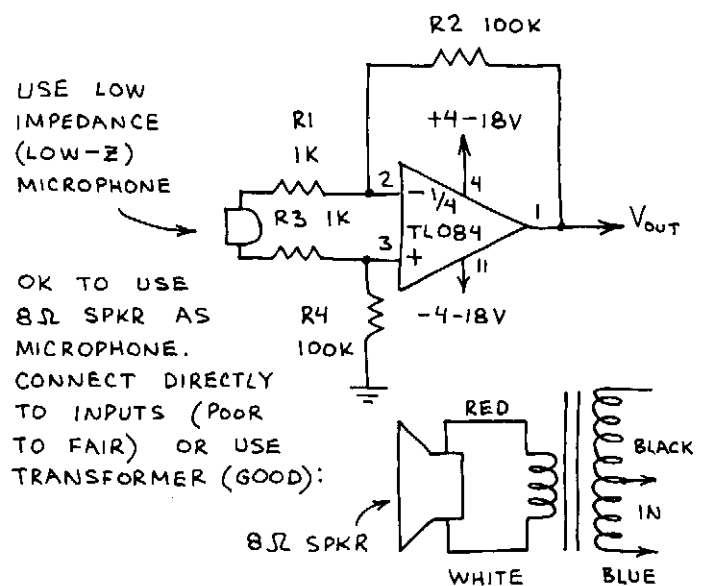 R2 100K
USE LOW
IMPEDANCE
(LOW-Z)
MICROPHONE
R1
1K
+4-18V
2
-
4
1/4
R3 1K
TL084
1
VOUT
3
+
11
-4-18V
R4
100K
OK TO USE
8Ω SPKR AS
MICROPHONE.
CONNECT DIRECTLY
TO INPUTS (POOR
TO FAIR) OR USE
TRANSFORMER (GOOD):
RED
BLACK
IN
8Ω SPKR
WHITE
BLUE